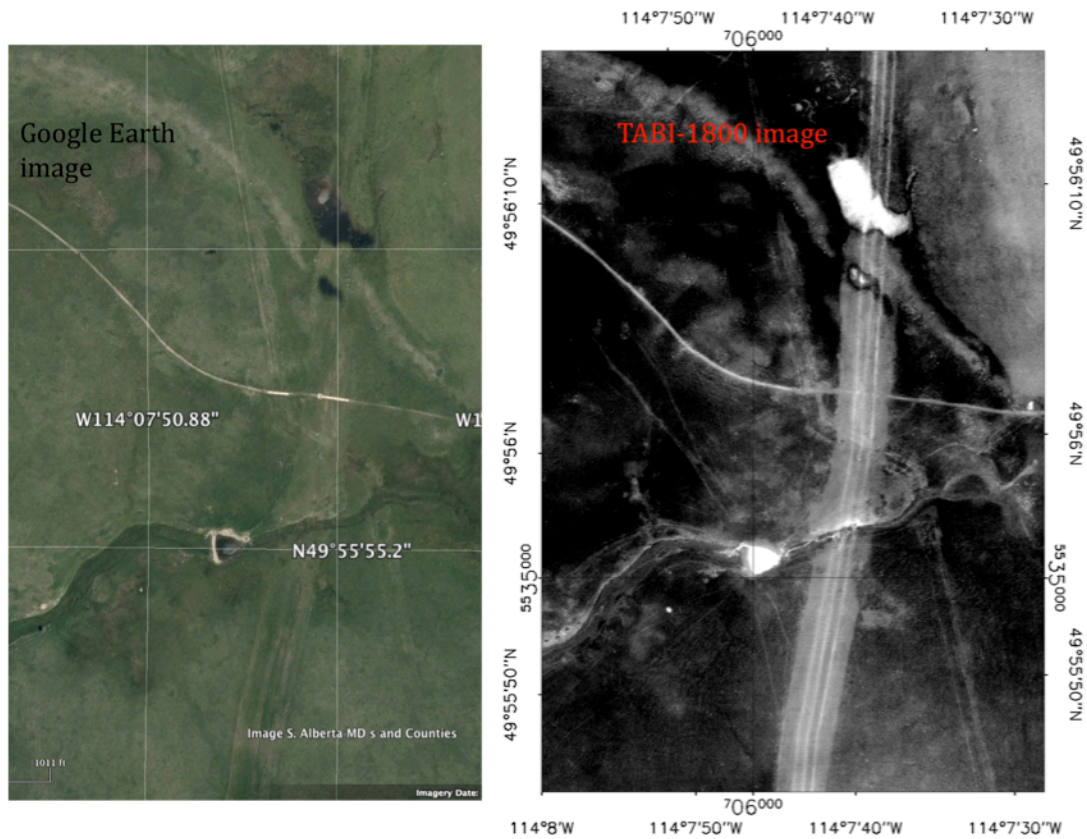 Google Earth
image
W114°07'50.88"
W1
N49°55'55.2"
Image S. Alberta MD s and Counties
1011 ft
Imagery Date:
114°7'50"W
114°7'40"W
114°7'30"W
706000
TABI-1800 image
49°56'10"N
49°56'10"N
49°56'N
49°56'N
5535000
5535000
49°55'50"N
49°55'50"N
706000
114°8'W
114°7'50"W
114°7'40"W
114°7'30"W